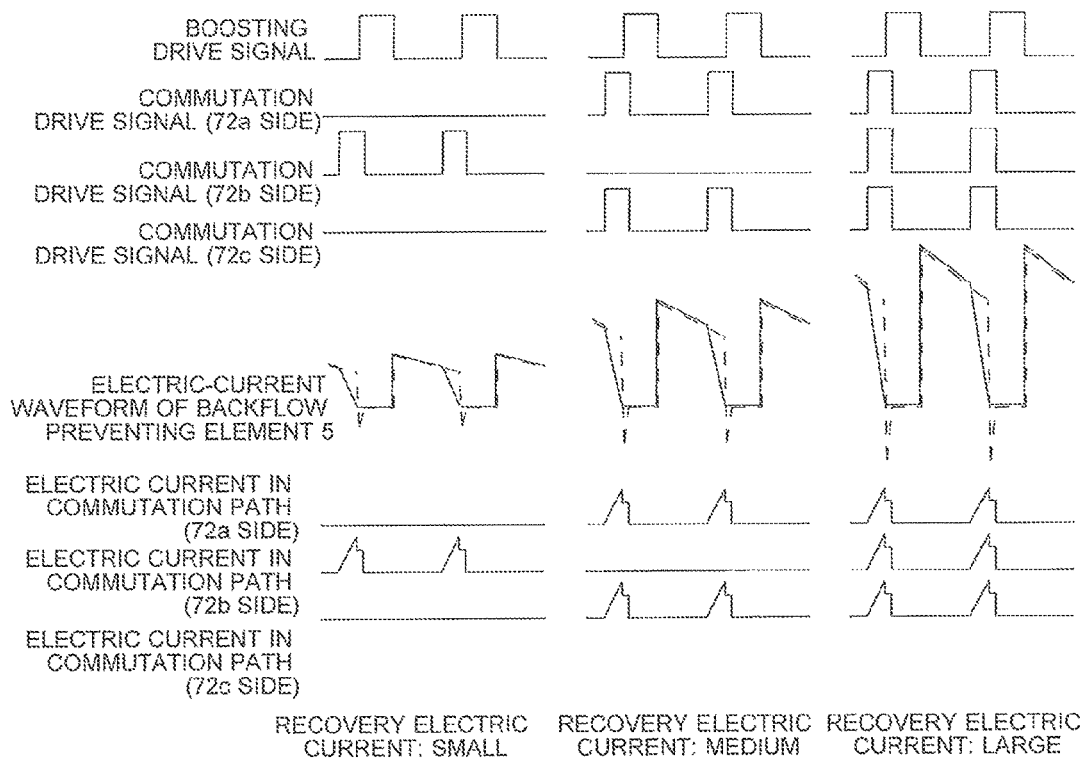 BOOSTING
DRIVE SIGNAL
COMMUTATION
DRIVE SIGNAL (72a SIDE)
COMMUTATION
DRIVE SIGNAL (72b SIDE)
COMMUTATION
DRIVE SIGNAL (72c SIDE)
ELECTRIC-CURRENT
WAVEFORM OF BACKFLOW
PREVENTING ELEMENT 5
ELECTRIC CURRENT IN
COMMUTATION PATH
(72a SIDE)
ELECTRIC CURRENT IN
COMMUTATION PATH
(72b SIDE)
ELECTRIC CURRENT IN
COMMUTATION PATH
(72c SIDE)
RECOVERY ELECTRIC
CURRENT: SMALL
RECOVERY ELECTRIC
CURRENT: MEDIUM
RECOVERY ELECTRIC
CURRENT: LARGE